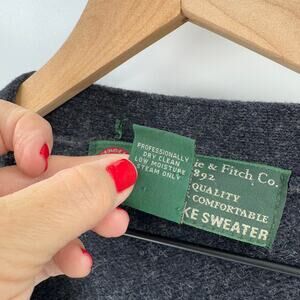 S
PROFESSIONALLY
DRY CLEAN
LOW MOISTURE
STEAM ONLY
ie & Fitch Co.
892
QUALITY
COMFORTABLE
KE SWEATER